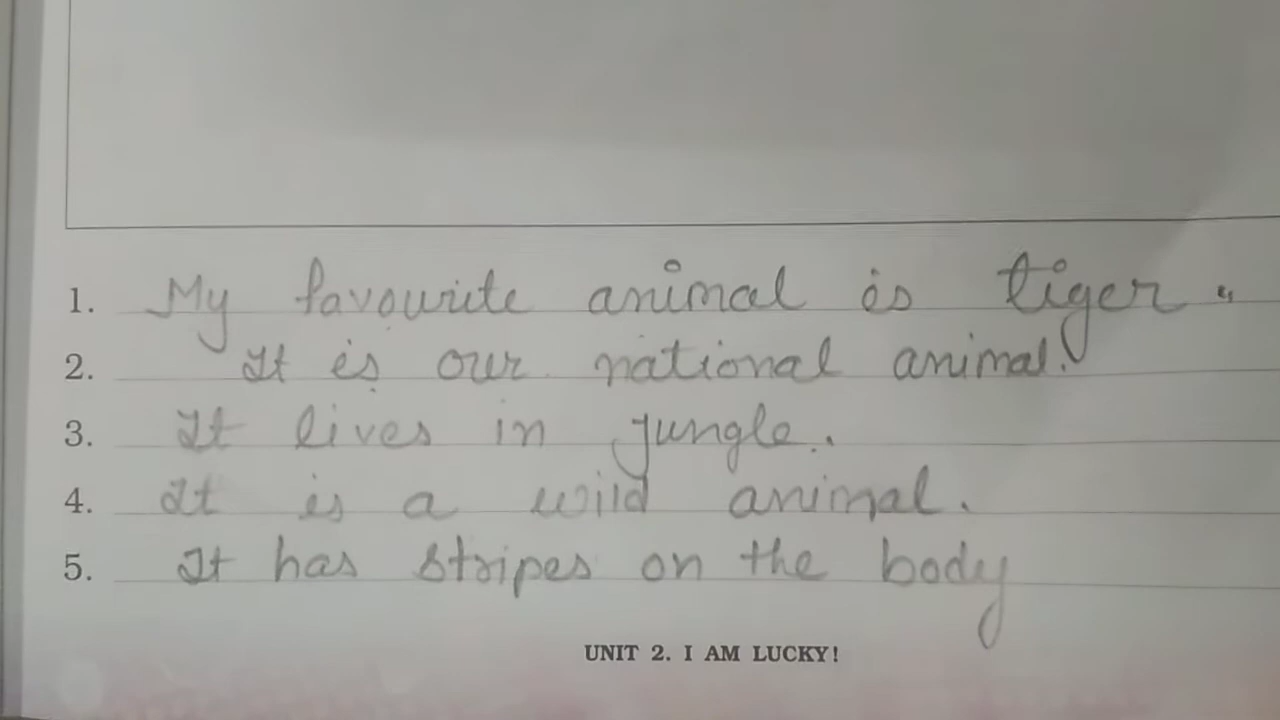 1. My favourite animal is tiger.
2. It is our national animal.
3. It lives in jungle.
4. It is a wild animal.
5. It has stripes on the body
UNIT 2. I AM LUCKY!